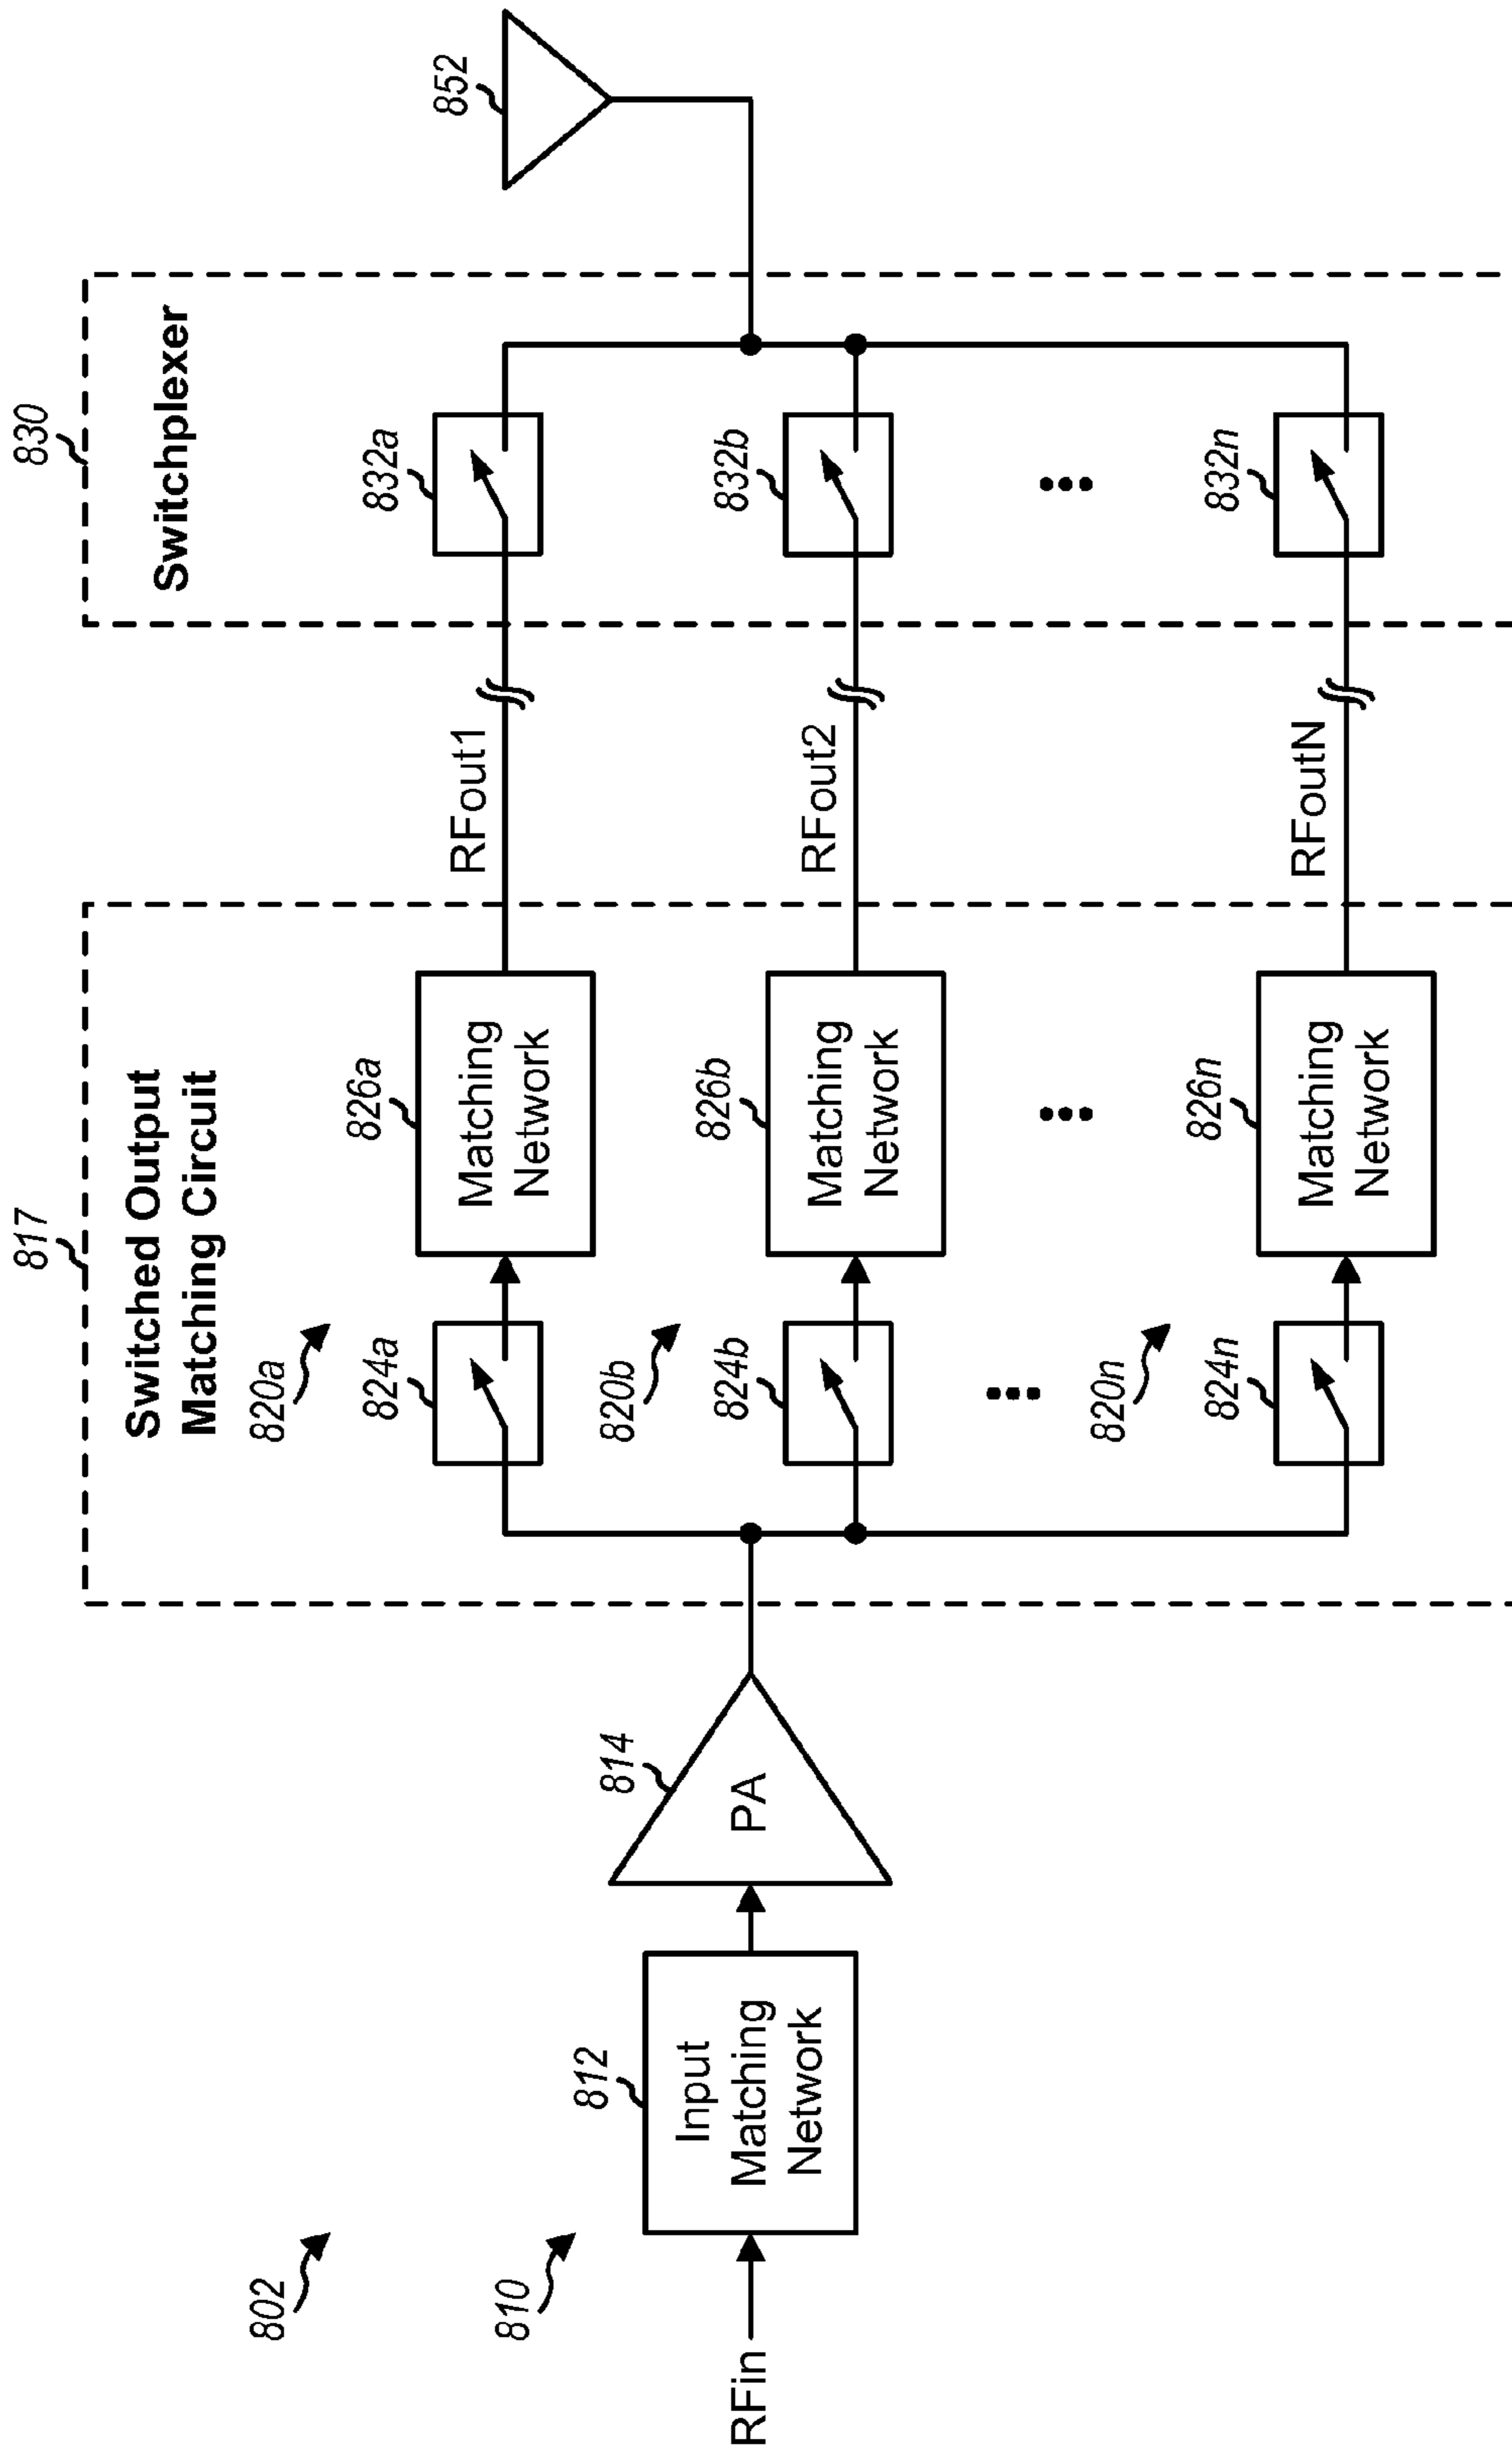 802
810
RFin
812
Input
Matching
Network
814
PA
817
Switched Output
Matching Circuit
820a
824a
826a
Matching
Network
RFout1
820b
824b
826b
Matching
Network
RFout2
820n
824n
826n
Matching
Network
RFoutN
830
Switchplexer
832a
832b
832n
852